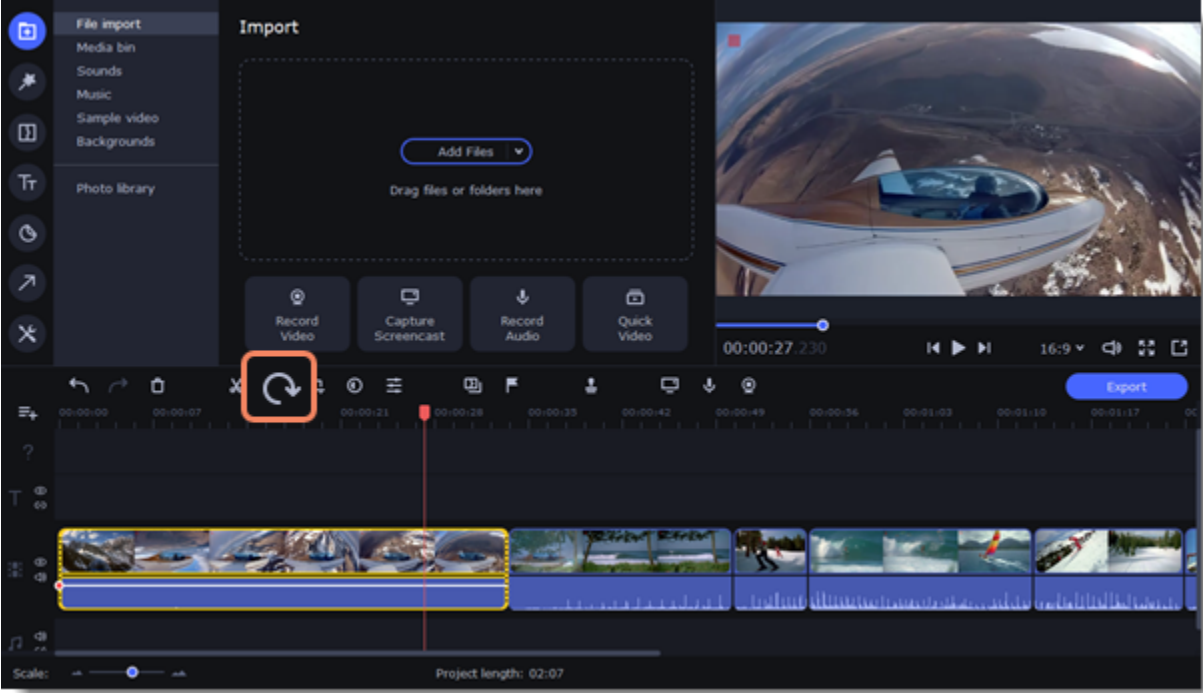 File import
Media bin
Sounds
Music
Sample video
Backgrounds
Photo library
Import
Add Files
Drag files or folders here
Record
Video
Capture
Screencast
Record
Audio
Quick
Video
00:00:27.230
16:9
Export
00:00:00 00:00:07 00:00:21 00:00:28 00:00:35 00:00:42 00:00:49 00:00:56 00:01:03 00:01:10 00:01:17
Scale:
Project length: 02:07